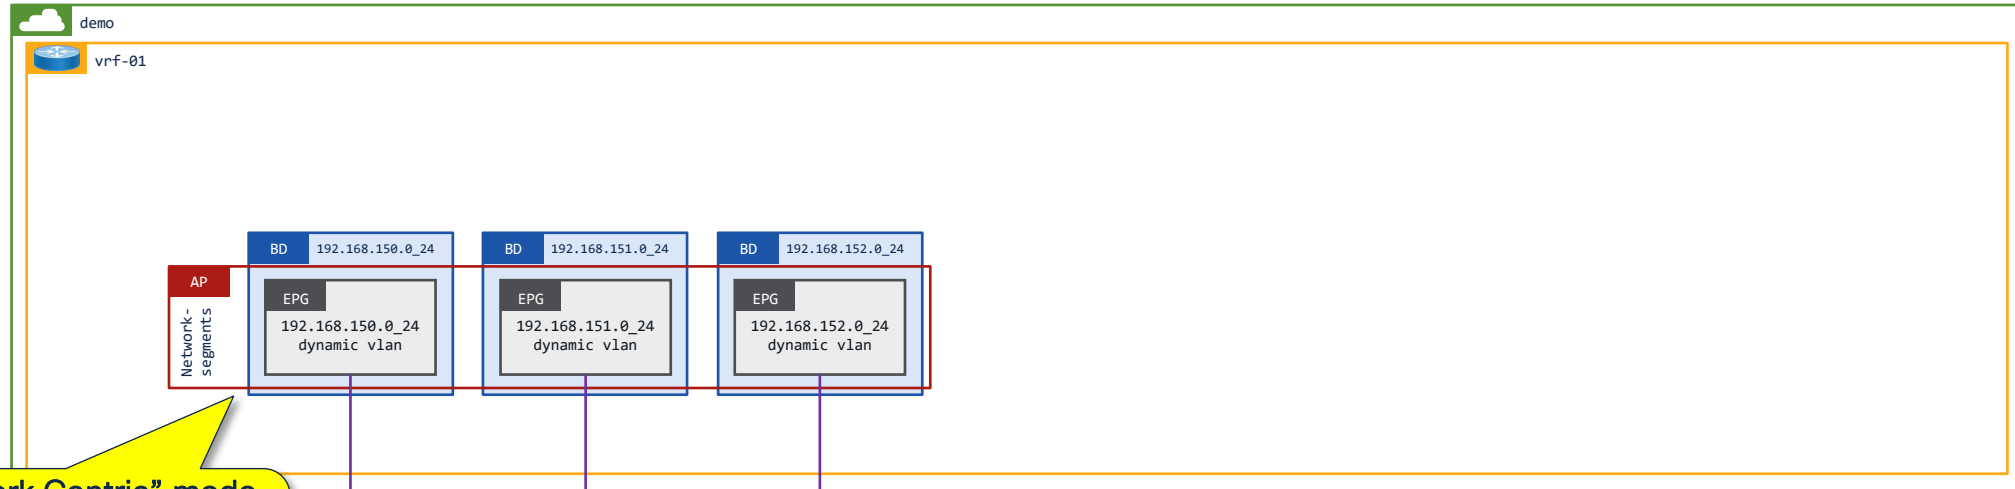 demo
vrf-01
BD 192.168.150.0_24
BD 192.168.151.0_24
BD 192.168.152.0_24
AP
Network-
segments
EPG
192.168.150.0_24
dynamic vlan
EPG
192.168.151.0_24
dynamic vlan
EPG
192.168.152.0_24
dynamic vlan
Centric” mode